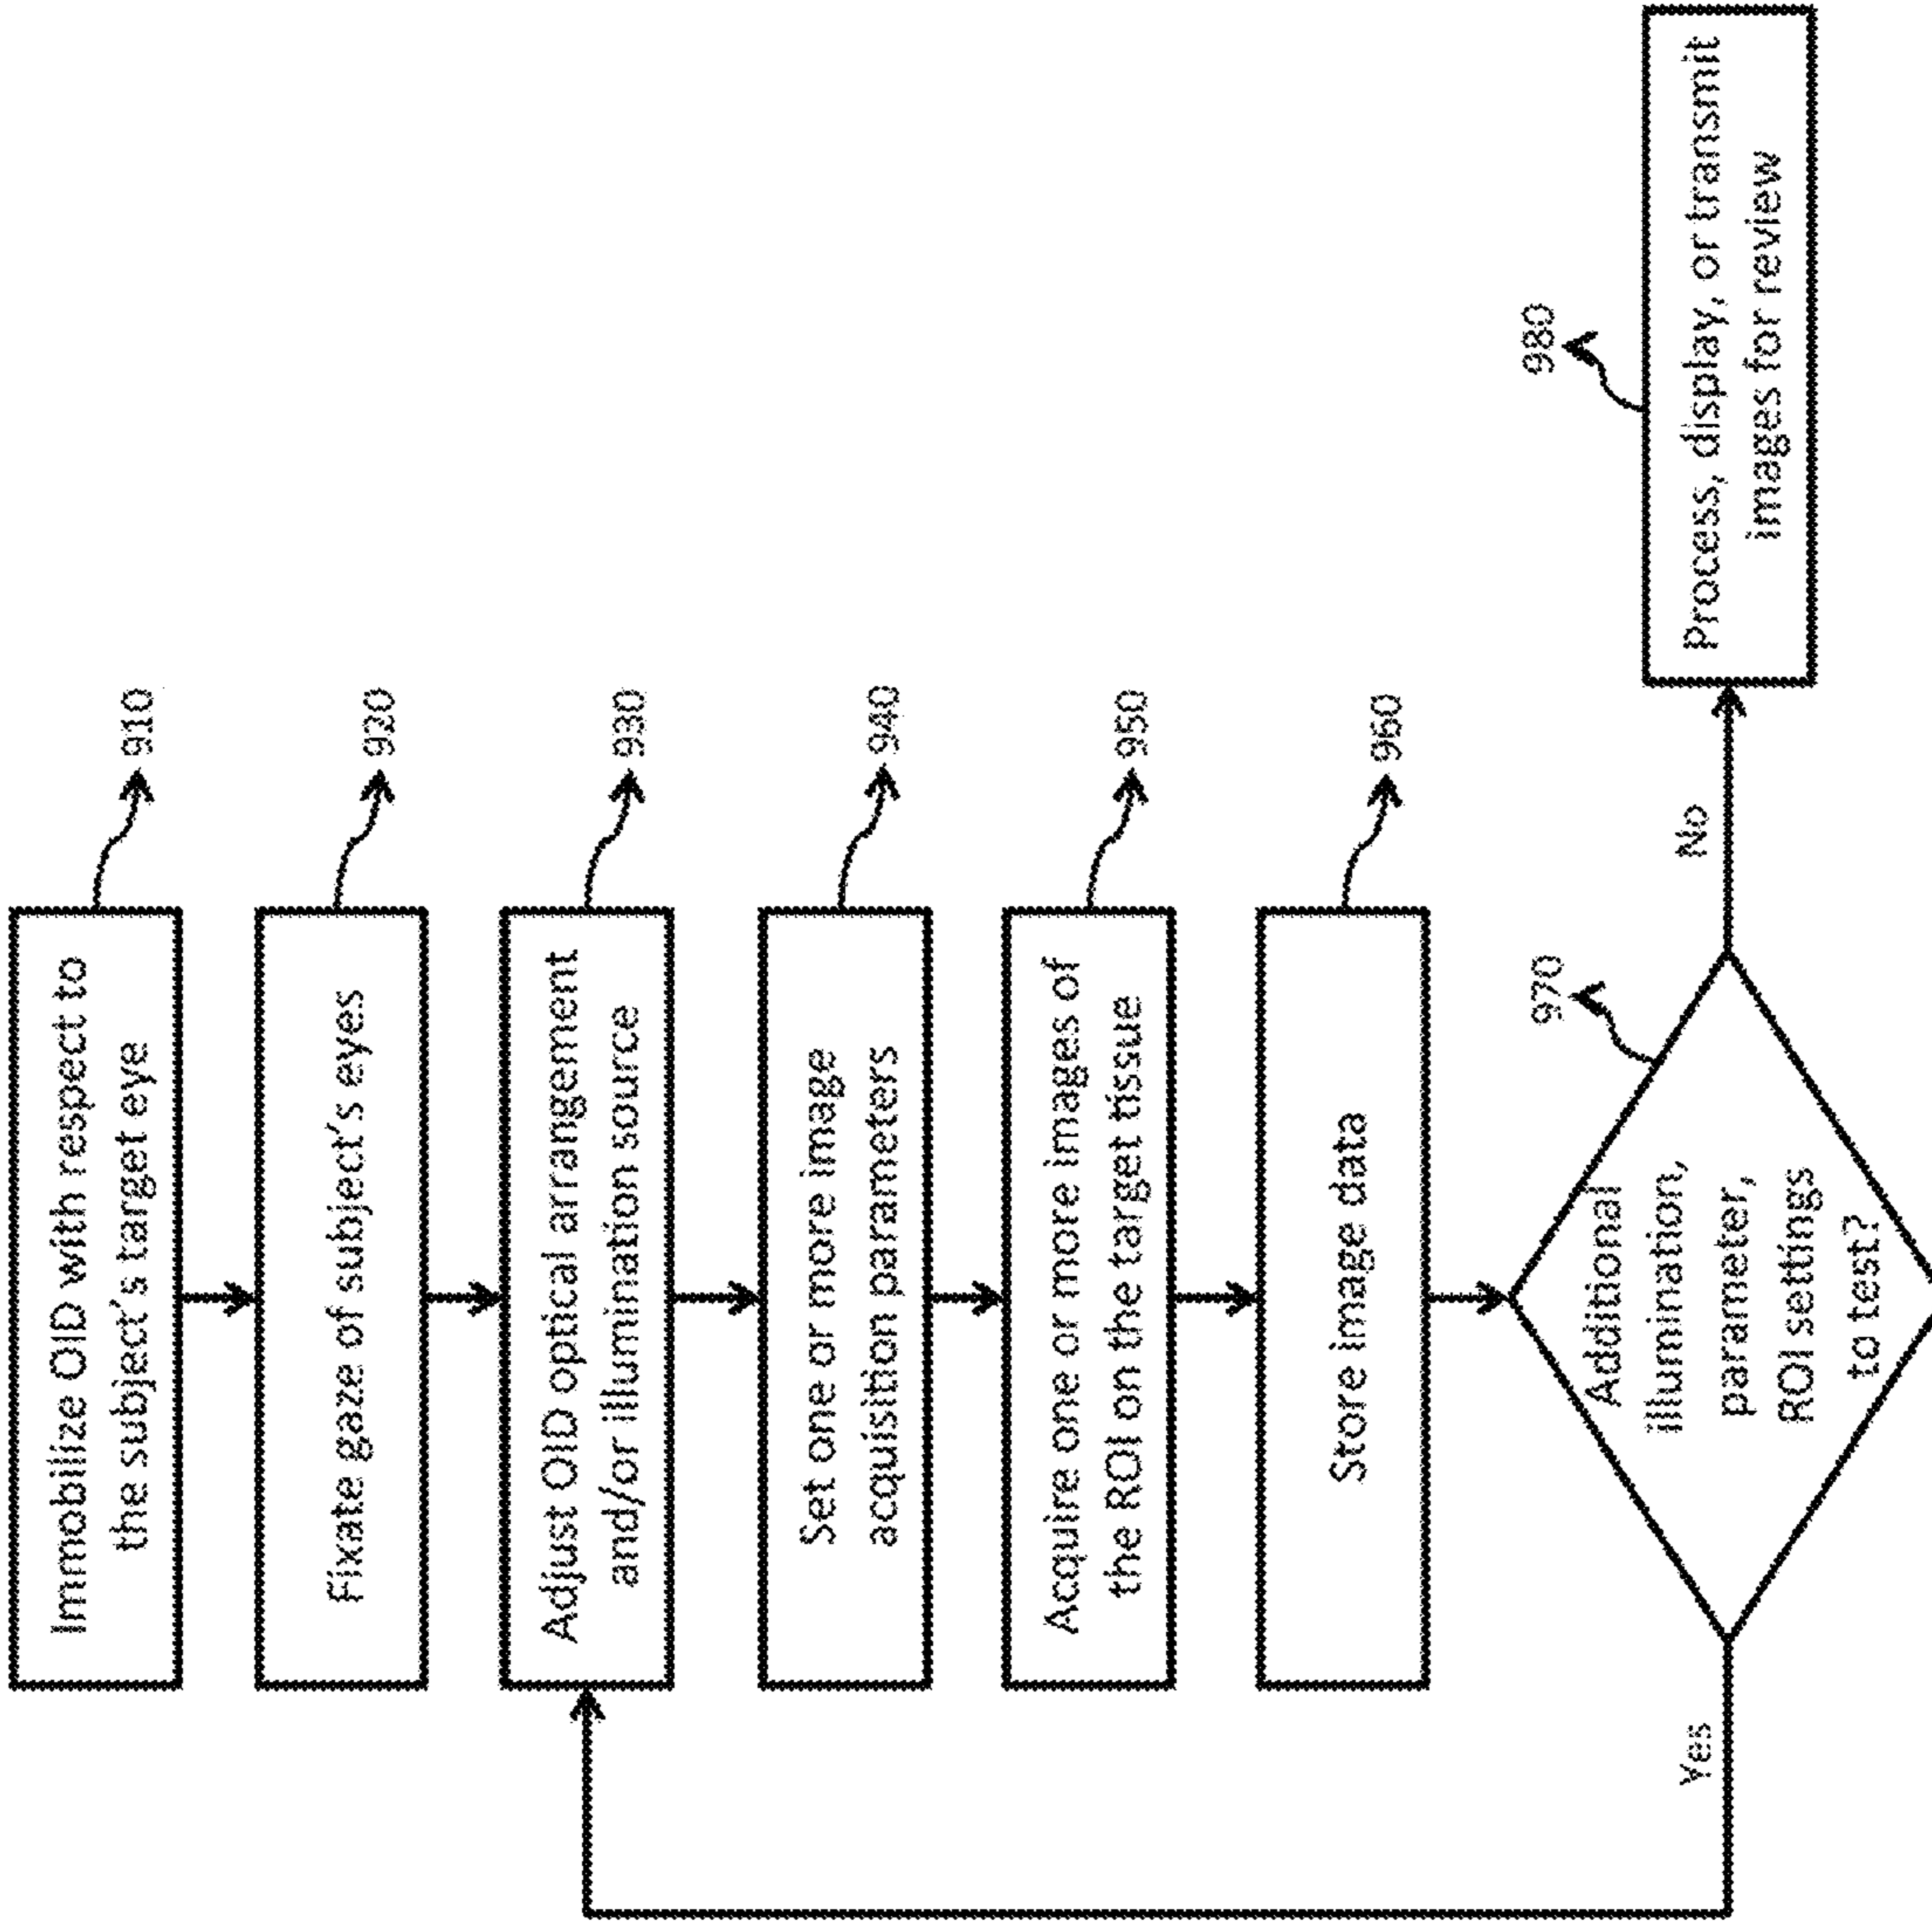 Immobilize OID with respect to
the subject's target eye
910
Fixate gaze of subject's eyes
920
Adjust OID optical arrangement
and/or illumination source
930
Set one or more image
acquisition parameters
940
Acquire one or more images of
the ROI on the target tissue
950
Store image data
960
Additional
illumination,
parameter,
ROI settings
to test?
970
Yes
No
Process, display, or transmit
images for review
980